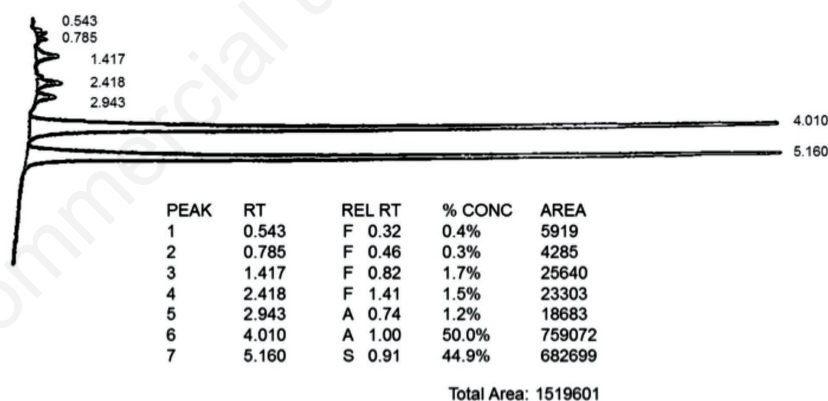 0.543
0.785
1.417
2.418
2.943
4.010
5.160
PEAK RT REL RT % CONC AREA
1 0.543 F 0.32 0.4% 5919
2 0.785 F 0.46 0.3% 4285
3 1.417 F 0.82 1.7% 25640
4 2.418 F 1.41 1.5% 23303
5 2.943 A 0.74 1.2% 18683
6 4.010 A 1.00 50.0% 759072
7 5.160 S 0.91 44.9% 682699
Total Area: 1519601